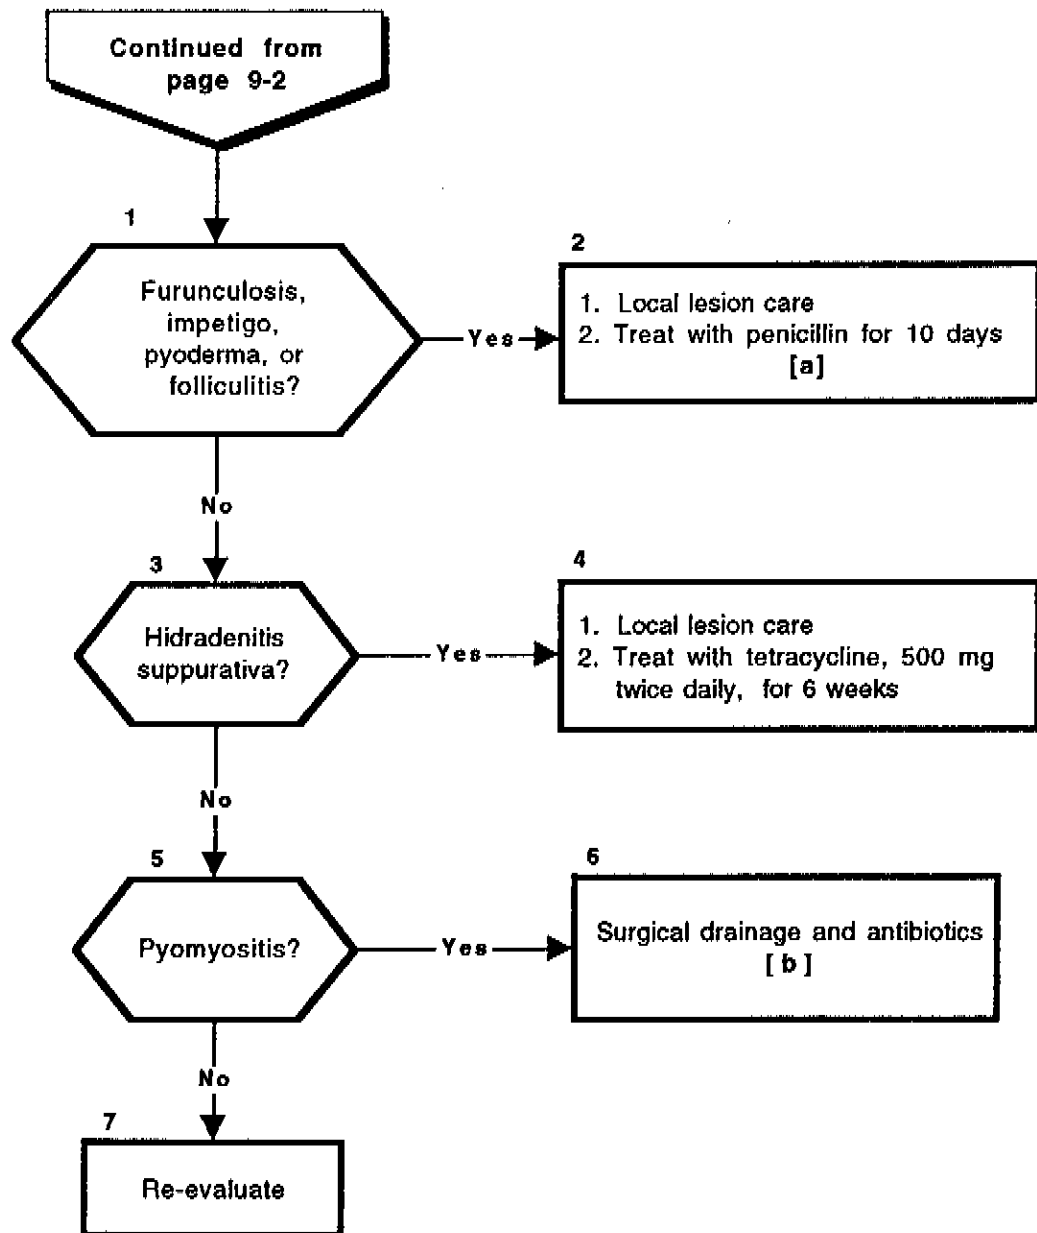 Continued from
page 9-2
1
Furunculosis,
impetigo,
pyoderma, or
folliculitis?
Yes
2
1. Local lesion care
2. Treat with penicillin for 10 days
[a]
No
3
Hidradenitis
suppurativa?
Yes
4
1. Local lesion care
2. Treat with tetracycline, 500 mg
twice daily, for 6 weeks
No
5
Pyomyositis?
Yes
6
Surgical drainage and antibiotics
[ b ]
No
7
Re-evaluate